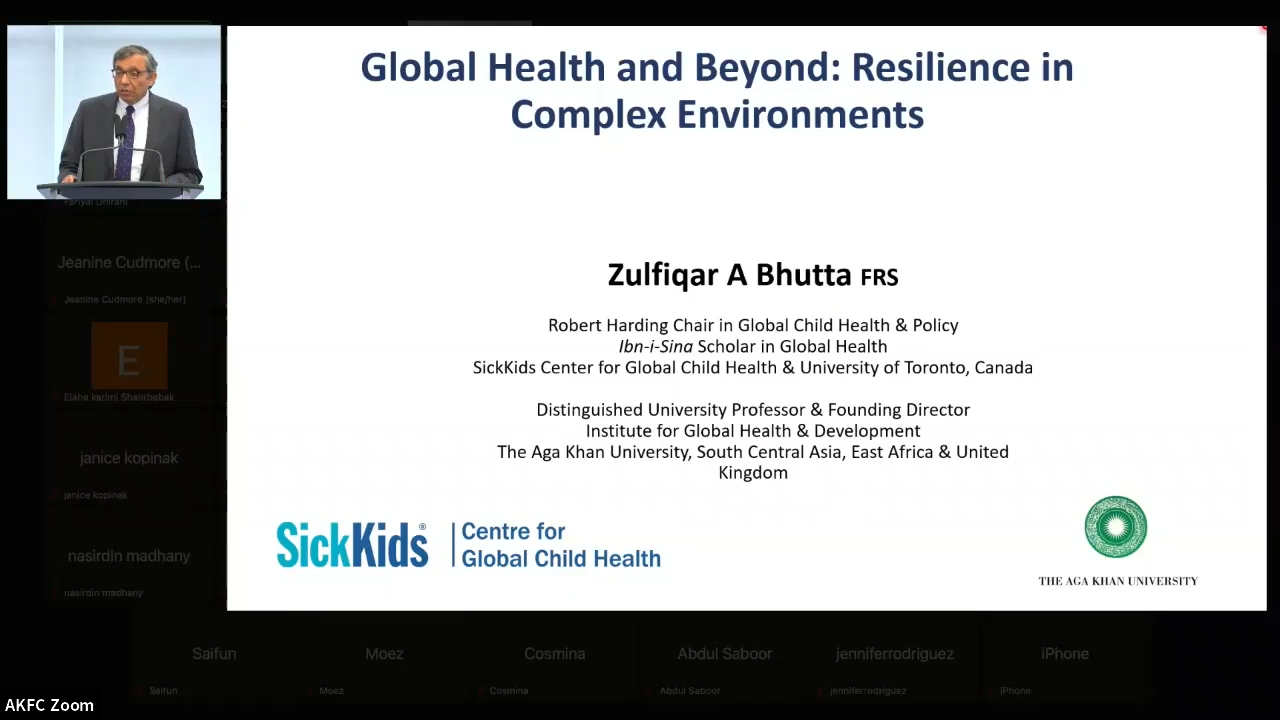 Global Health and Beyond: Resilience in
Complex Environments
Zulfiqar A Bhutta FRS
Robert Harding Chair in Global Child Health & Policy
Ibn-i-Sina Scholar in Global Health
SickKids Center for Global Child Health & University of Toronto, Canada
Distinguished University Professor & Founding Director
Institute for Global Health & Development
The Aga Khan University, South Central Asia, East Africa & United
Kingdom
SickKids®
Centre for
Global Child Health
THE AGA KHAN UNIVERSITY
Jeanine Cudmore (...
Jeanine Cudmore (she/her)
E
Elahe karimi Shahrbabak
janice kopinak
janice kopinak
nasirdin madhany
nasirdin madhany
Saifun
Moez
Cosmina
Abdul Saboor
jenniferrodriguez
iPhone
Saifun
Moez
Cosmina
Abdul Saboor
jenniferrodriguez
iPhone
AKFC Zoom